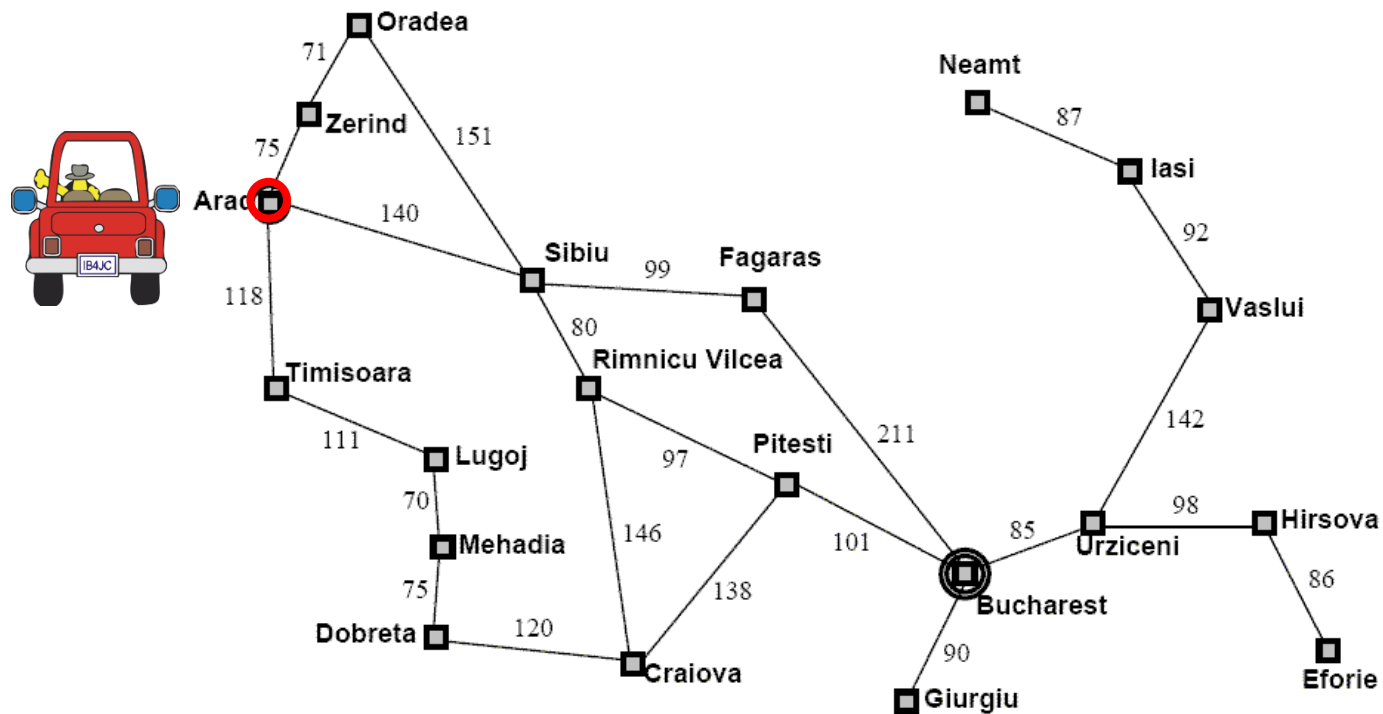 Oradea
71
Neamt
Zerind
87
151
75
Iasi
Arad
140
92
Sibiu
Fagaras
99
118
Vaslui
80
IB4JC
Rimnicu Vilcea
Timisoara
142
211
111
Pitesti
Lugoj
97
70
98
Hirsova
146
85
Mehadia
101
Urziceni
75
138
86
Bucharest
Dobreta
120
90
Craiova
Eforie
Giurgiu